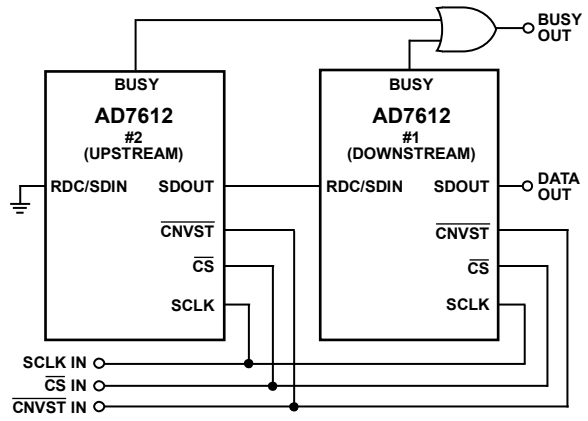 BUSY
OUT
BUSY
AD7612
#2
(UPSTREAM)
RDC/SDIN SDOUT
CNVST
CS
SCLK
BUSY
AD7612
#1
(DOWNSTREAM)
RDC/SDIN SDOUT
CNVST
CS
SCLK
DATA
OUT
SCLK IN
CS IN
CNVST IN